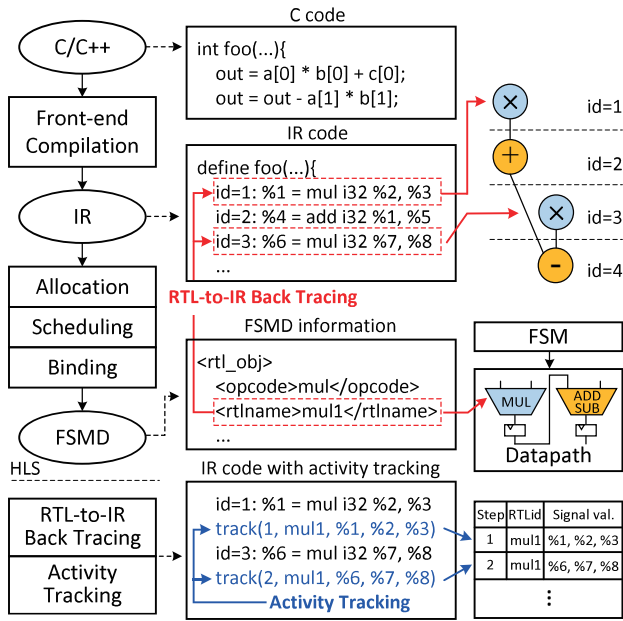 C code
C/C++
int foo(...){
out = a[0] * b[0] + c[0];
out = out - a[1] * b[1];
Front-end
Compilation
IR code
define foo(...){
id=1: %1 = mul i32 %2, %3
id=2: %4 = add i32 %1, %5
id=3: %6 = mul i32 %7, %8
...
IR
× id=1
+ id=2
× id=3
- id=4
Allocation
Scheduling
Binding
RTL-to-IR Back Tracing
FSMD information
<rtl_obj>
<opcode>mul</opcode>
<rtlname>mul1</rtlname>
...
FSMD
HLS
FSM
MUL
ADD
SUB
Datapath
IR code with activity tracking
RTL-to-IR
Back Tracing
Activity
Tracking
id=1: %1 = mul i32 %2, %3
track(1, mul1, %1, %2, %3)
id=3: %6 = mul i32 %7, %8
track(2, mul1, %6, %7, %8)
Activity Tracking
Step RTLid Signal val.
1 mul1 %1, %2, %3
2 mul1 %6, %7, %8
⋮